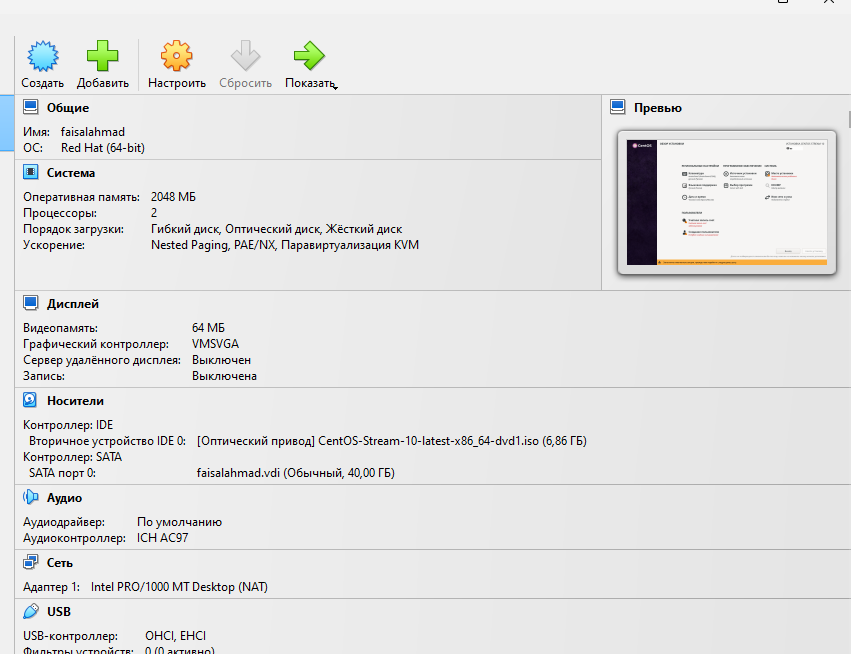 Создать Добавить Настроить Сбросить Показать
Общие
Имя: faisalahmad
ОС: Red Hat (64-bit)
Превью
CentOS
Система
Оперативная память: 2048 МБ
Процессоры: 2
Порядок загрузки: Гибкий диск, Оптический диск, Жёсткий диск
Ускорение: Nested Paging, PAE/NX, Паравиртуализация KVM
Дисплей
Видеопамять: 64 МБ
Графический контроллер: VMSVGA
Сервер удалённого дисплея: Выключен
Запись: Выключена
Носители
Контроллер: IDE
Вторичное устройство IDE 0: [Оптический привод] CentOS-Stream-10-latest-x86_64-dvd1.iso (6,86 ГБ)
Контроллер: SATA
SATA порт 0: faisalahmad.vdi (Обычный, 40,00 ГБ)
Аудио
Аудиодрайвер: По умолчанию
Аудиоконтроллер: ICH AC97
Сеть
Адаптер 1: Intel PRO/1000 MT Desktop (NAT)
USB
USB-контроллер: OHCI, EHCI
Фильтры устройств: 0 (0 активно)